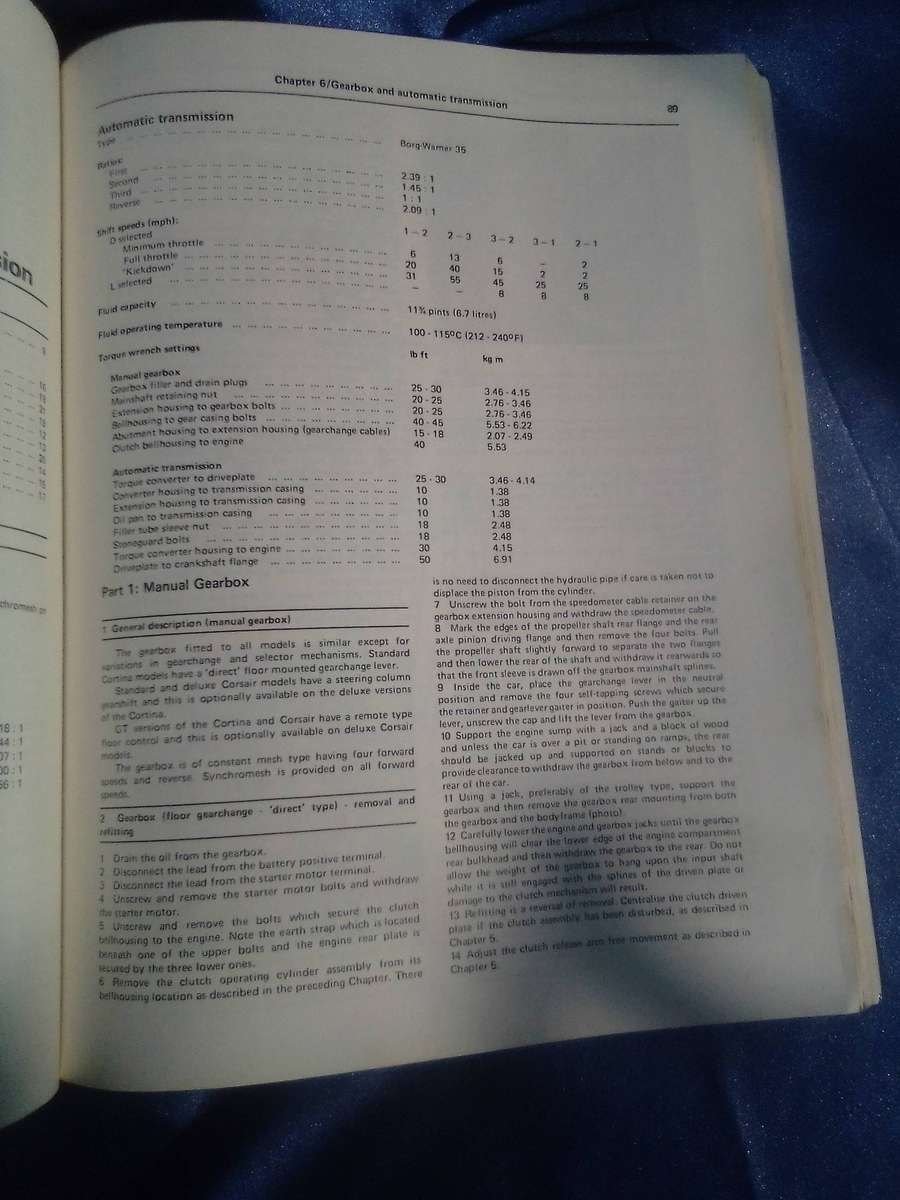 sion
9
16
19
21
18
12
13
20
14
15
17
chromesh on
18 : 1
44 : 1
07 : 1
00 : 1
66 : 1
Chapter 6/Gearbox and automatic transmission 89
Automatic transmission
Type ... Borg-Warner 35
Ratios:
First ... 2.39 : 1
Second ... 1.45 : 1
Third ... 1 : 1
Reverse ... 2.09 : 1
Shift speeds (mph): 1 - 2 2 - 3 3 - 2 3 - 1 2 - 1
D selected
Minimum throttle ... 6 13 6 – 2
Full throttle ... 20 40 15 2 2
'Kickdown' ... 31 55 45 25 25
L selected ... – – 8 8 8
Fluid capacity ... 11¾ pints (6.7 litres)
Fluid operating temperature ... 100 - 115ºC (212 - 240ºF)
Torque wrench settings lb ft kg m
Manual gearbox
Gearbox filler and drain plugs ... 25 - 30 3.46 - 4.15
Mainshaft retaining nut ... 20 - 25 2.76 - 3.46
Extension housing to gearbox bolts ... 20 - 25 2.76 - 3.46
Bellhousing to gear casing bolts ... 40 - 45 5.53 - 6.22
Abutment housing to extension housing (gearchange cables) 15 - 18 2.07 - 2.49
Clutch bellhousing to engine 40 5.53
Automatic transmission
Torque converter to driveplate ... 25 - 30 3.46 - 4.14
Converter housing to transmission casing ... 10 1.38
Extension housing to transmission casing ... 10 1.38
Oil pan to transmission casing ... 10 1.38
Filler tube sleeve nut ... 18 2.48
Stoneguard bolts ... 18 2.48
Torque converter housing to engine ... 30 4.15
Driveplate to crankshaft flange ... 50 6.91
Part 1: Manual Gearbox
1 General description (manual gearbox)
The gearbox fitted to all models is similar except for
variations in gearchange and selector mechanisms. Standard
Cortina models have a 'direct' floor mounted gearchange lever.
Standard and deluxe Corsair models have a steering column
gearshift and this is optionally available on the deluxe versions
of the Cortina.
GT versions of the Cortina and Corsair have a remote type
floor control and this is optionally available on deluxe Corsair
models.
The gearbox is of constant mesh type having four forward
speeds and reverse. Synchromesh is provided on all forward
speeds.
2 Gearbox (floor gearchange - 'direct' type) - removal and
refitting
1 Drain the oil from the gearbox.
2 Disconnect the lead from the battery positive terminal.
3 Disconnect the lead from the starter motor terminal.
4 Unscrew and remove the starter motor bolts and withdraw
the starter motor.
5 Unscrew and remove the bolts which secure the clutch
bellhousing to the engine. Note the earth strap which is located
beneath one of the upper bolts and the engine rear plate is
secured by the three lower ones.
6 Remove the clutch operating cylinder assembly from its
bellhousing location as described in the preceding Chapter. There
is no need to disconnect the hydraulic pipe if care is taken not to
displace the piston from the cylinder.
7 Unscrew the bolt from the speedometer cable retainer on the
gearbox extension housing and withdraw the speedometer cable.
8 Mark the edges of the propeller shaft rear flange and the rear
axle pinion driving flange and then remove the four bolts. Pull
the propeller shaft slightly forward to separate the two flanges
and then lower the rear of the shaft and withdraw it rearwards so
that the front sleeve is drawn off the gearbox mainshaft splines.
9 Inside the car, place the gearchange lever in the neutral
position and remove the four self-tapping screws which secure
the retainer and gearlever gaiter in position. Push the gaiter up the
lever, unscrew the cap and lift the lever from the gearbox.
10 Support the engine sump with a jack and a block of wood
and unless the car is over a pit or standing on ramps, the rear
should be jacked up and supported on stands or blocks to
provide clearance to withdraw the gearbox from below and to the
rear of the car.
11 Using a jack, preferably of the trolley type, support the
gearbox and then remove the gearbox rear mounting from both
the gearbox and the bodyframe (photo).
12 Carefully lower the engine and gearbox jacks until the gearbox
bellhousing will clear the lower edge of the engine compartment
rear bulkhead and then withdraw the gearbox to the rear. Do not
allow the weight of the gearbox to hang upon the input shaft
while it is still engaged with the splines of the driven plate or
damage to the clutch mechanism will result.
13 Refitting is a reversal of removal. Centralise the clutch driven
plate if the clutch assembly has been disturbed, as described in
Chapter 5.
14 Adjust the clutch release arm free movement as described in
Chapter 5.